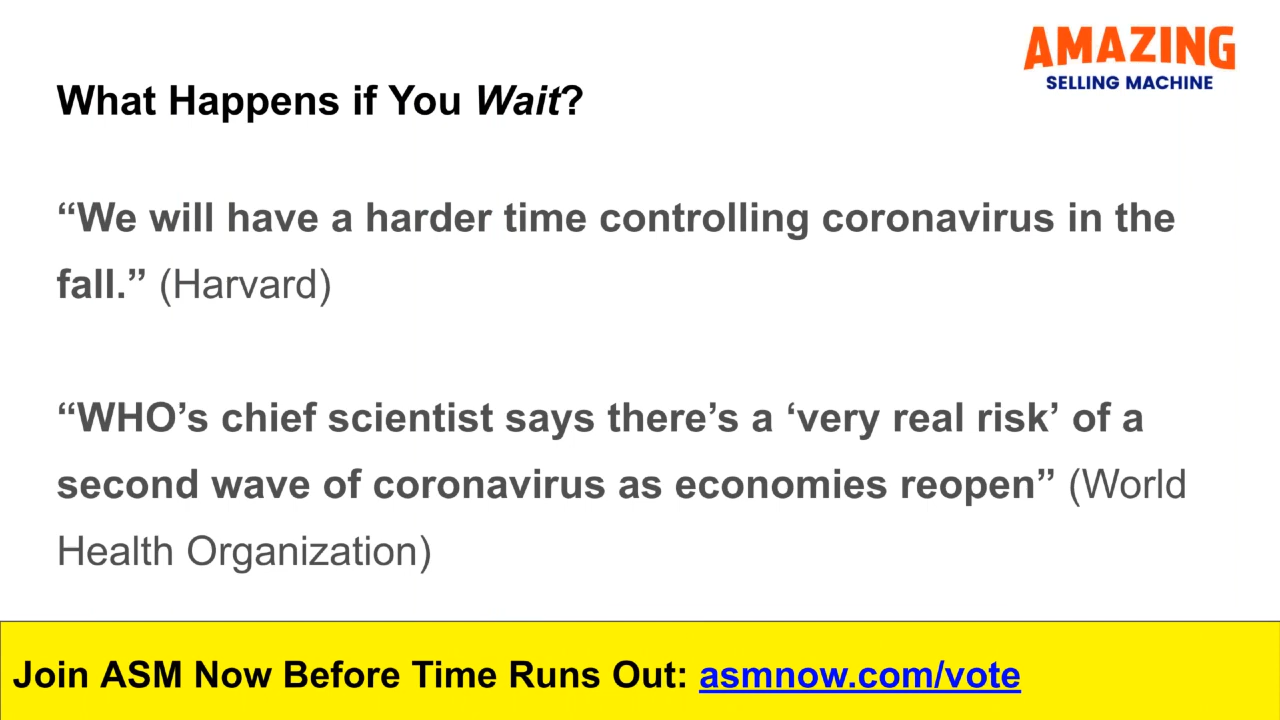 AMAZING
SELLING MACHINE
What Happens if You Wait?
“We will have a harder time controlling coronavirus in the
fall.” (Harvard)
“WHO’s chief scientist says there’s a ‘very real risk’ of a
second wave of coronavirus as economies reopen” (World
Health Organization)
Join ASM Now Before Time Runs Out: asmnow.com/vote